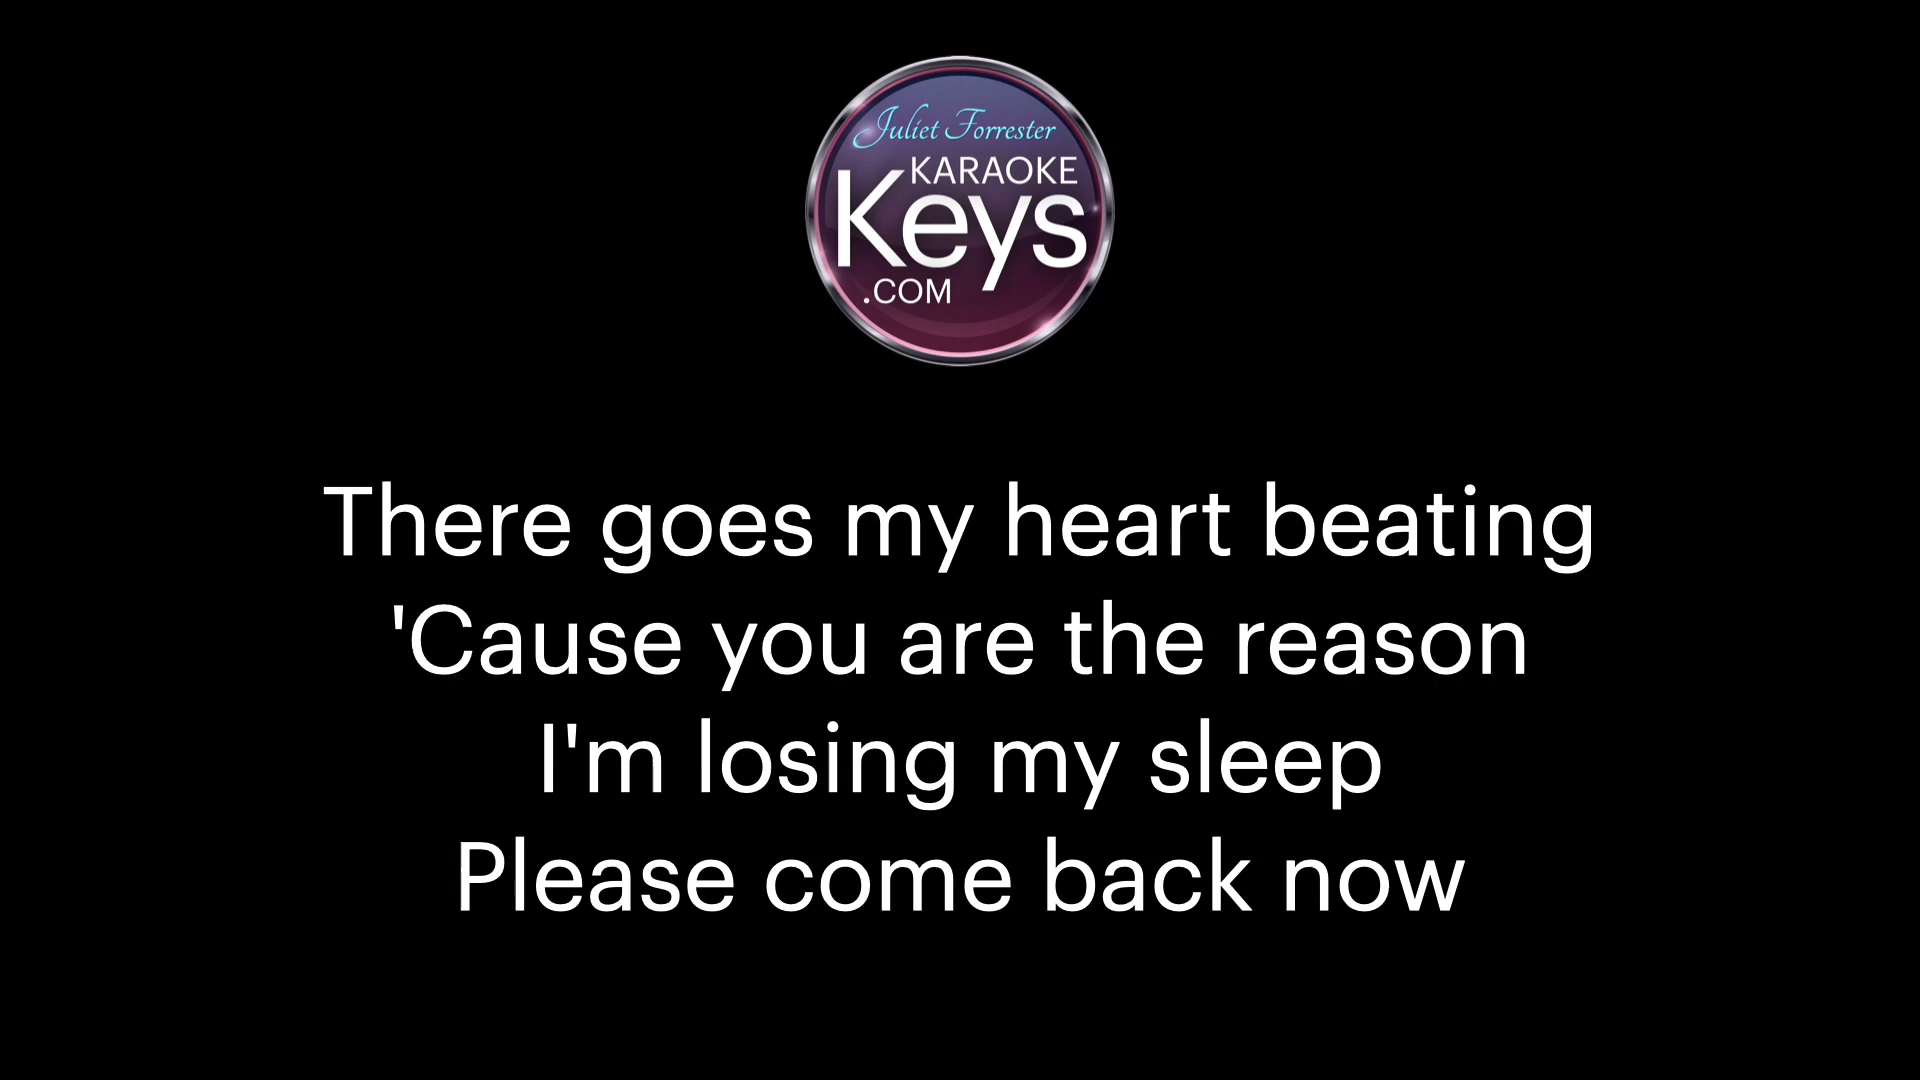 Juliet Forrester
KARAOKE
Keys
.COM
There goes my heart beating
'Cause you are the reason
I'm losing my sleep
Please come back now